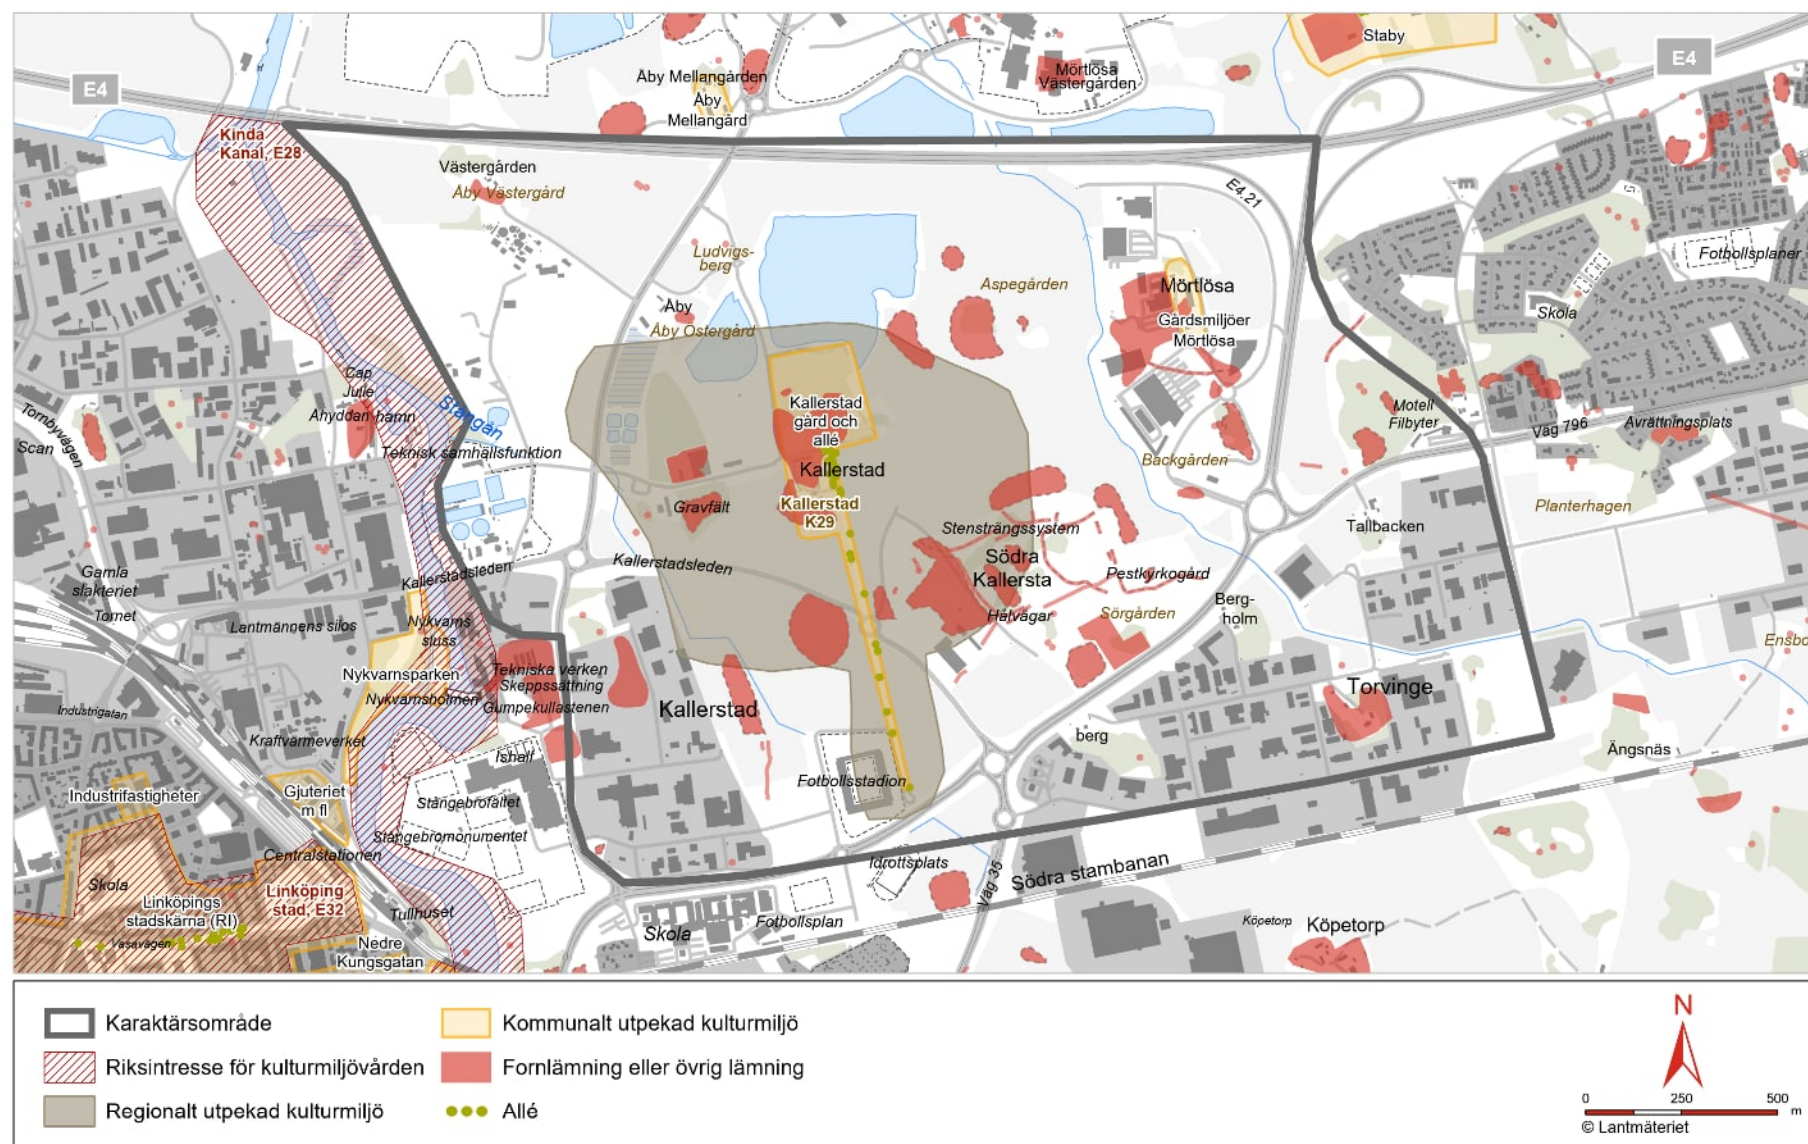 Staby
E4
E4
Åby Mellangården
Åby
Mellangård
Mörtlösa
Västergården
Kinda
Kanal, E28
Västergården
Åby Västergård
E4.21
Ludvigs-
berg
Aspegården
Mörtlösa
Gårdsmiljöer
Mörtlösa
Fotbollsplaner
Skola
Åby
Åby Östergård
Cap
Julie
Ahyddan hamn
Stångån
Teknisk samhällsfunktion
Tornbyvägen
Scan
Kallerstad
gård och
allé
Kallerstad
Kallerstad
K29
Gravfält
Motell
Filbyter
Väg 796
Avrättningsplats
Backgården
Planterhagen
Tallbacken
Stensträngssystem
Södra
Kallersta
Pestkyrkogård
Hålvägar
Sörgården
Berg-
holm
Kallerstadsleden
Kallerstadsleden
Gamla
slakteriet
Tornet
Lantmännens silos
Nykvarns
sluss
Nykvarnsparken
Nykvarnsholmen
Tekniska verken
Skeppssättning
Gumpekullastenen
Industrigatan
Kraftvärmeverket
Ishall
Kallerstad
Torvinge
Ensbo
Ängsnäs
berg
Fotbollsstadion
Industrifastigheter
Gjuteriet
m fl
Stångebrofältet
Stångebromonumentet
Centralstationen
Skola
Linköpings
stadskärna (RI)
Linköping
stad, E32
Vasavägen
Tullhuset
Nedre
Kungsgatan
Idrottsplats
Väg 35
Södra stambanan
Skola
Fotbollsplan
Köpetorp
Köpetorp
Karaktärsområde
Riksintresse för kulturmiljövården
Regionalt utpekad kulturmiljö
Kommunalt utpekad kulturmiljö
Fornlämning eller övrig lämning
Allé
N
0 250 500
m
© Lantmäteriet